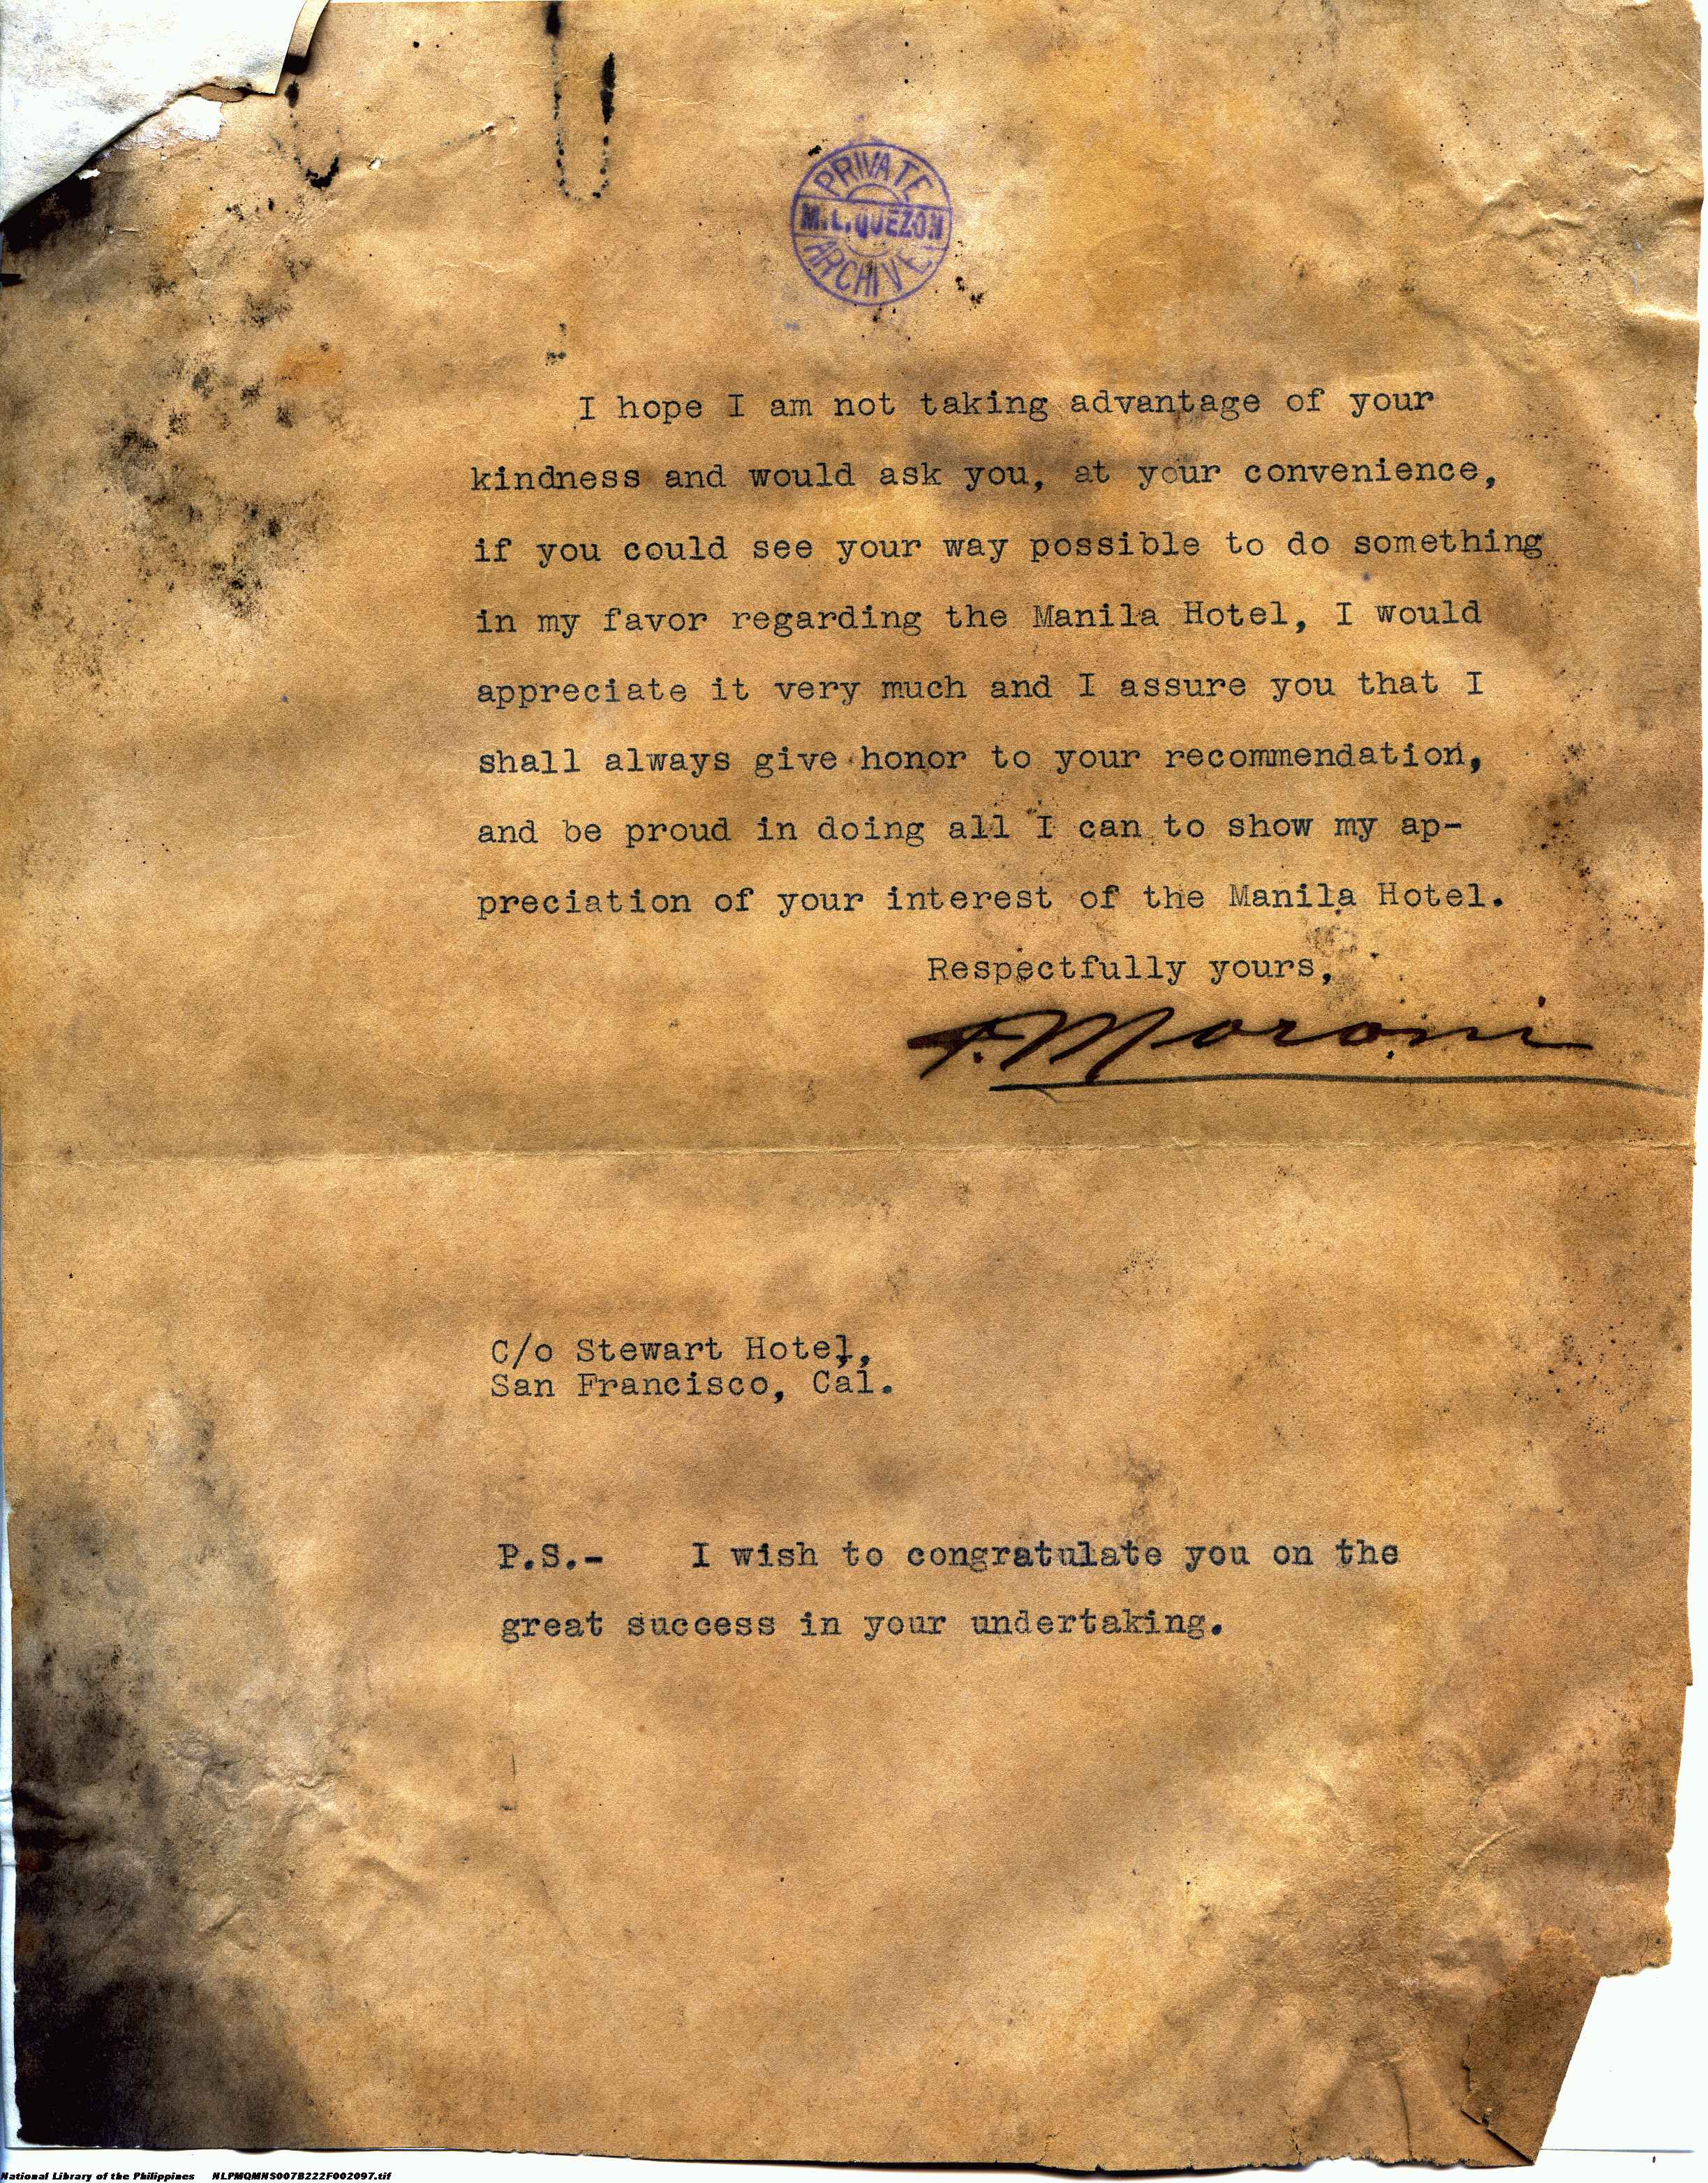 PRIVATE
M.L.QUEZON
ARCHIVE
I hope I am not taking advantage of your
kindness and would ask you, at your convenience,
if you could see your way possible to do something
in my favor regarding the Manila Hotel, I would
appreciate it very much and I assure you that I
shall always give honor to your recommendation,
and be proud in doing all I can to show my ap-
preciation of your interest of the Manila Hotel.
Respectfully yours,
Moroni
C/o Stewart Hotel,
San Francisco, Cal.
P.S.- I wish to congratulate you on the
great success in your undertaking.
National Library of the Philippines NLPMQMNS007B222F002097.tif